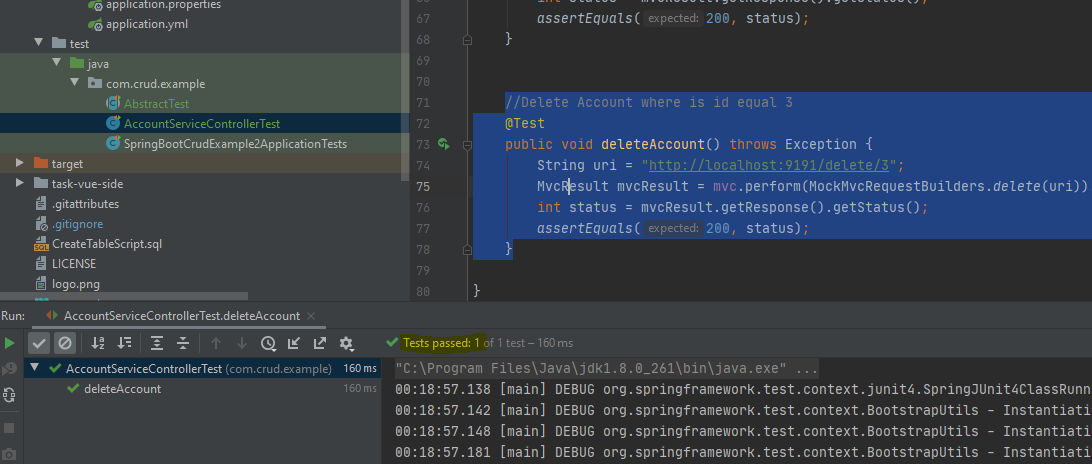 application.properties
application.yml
test
java
com.crud.example
AbstractTest
AccountServiceControllerTest
SpringBootCrudExample2ApplicationTests
target
task-vue-side
.gitattributes
.gitignore
CreateTableScript.sql
LICENSE
logo.png
67 assertEquals( expected: 200, status);
68 }
69
70
71 //Delete Account where is id equal 3
72 @Test
73 public void deleteAccount() throws Exception {
74 String uri = "http://localhost:9191/delete/3";
75 MvcResult mvcResult = mvc.perform(MockMvcRequestBuilders.delete(uri))
76 int status = mvcResult.getResponse().getStatus();
77 assertEquals( expected: 200, status);
78 }
79
80 }
Run: AccountServiceControllerTest.deleteAccount
Tests passed: 1 of 1 test – 160 ms
AccountServiceControllerTest (com.crud.example) 160 ms
deleteAccount 160 ms
"C:\Program Files\Java\jdk1.8.0_261\bin\java.exe" ...
00:18:57.138 [main] DEBUG org.springframework.test.context.junit4.SpringJUnit4ClassRunn
00:18:57.142 [main] DEBUG org.springframework.test.context.BootstrapUtils - Instantiati
00:18:57.148 [main] DEBUG org.springframework.test.context.BootstrapUtils - Instantiati
00:18:57.181 [main] DEBUG org.springframework.test.context.BootstrapUtils - Instantiati